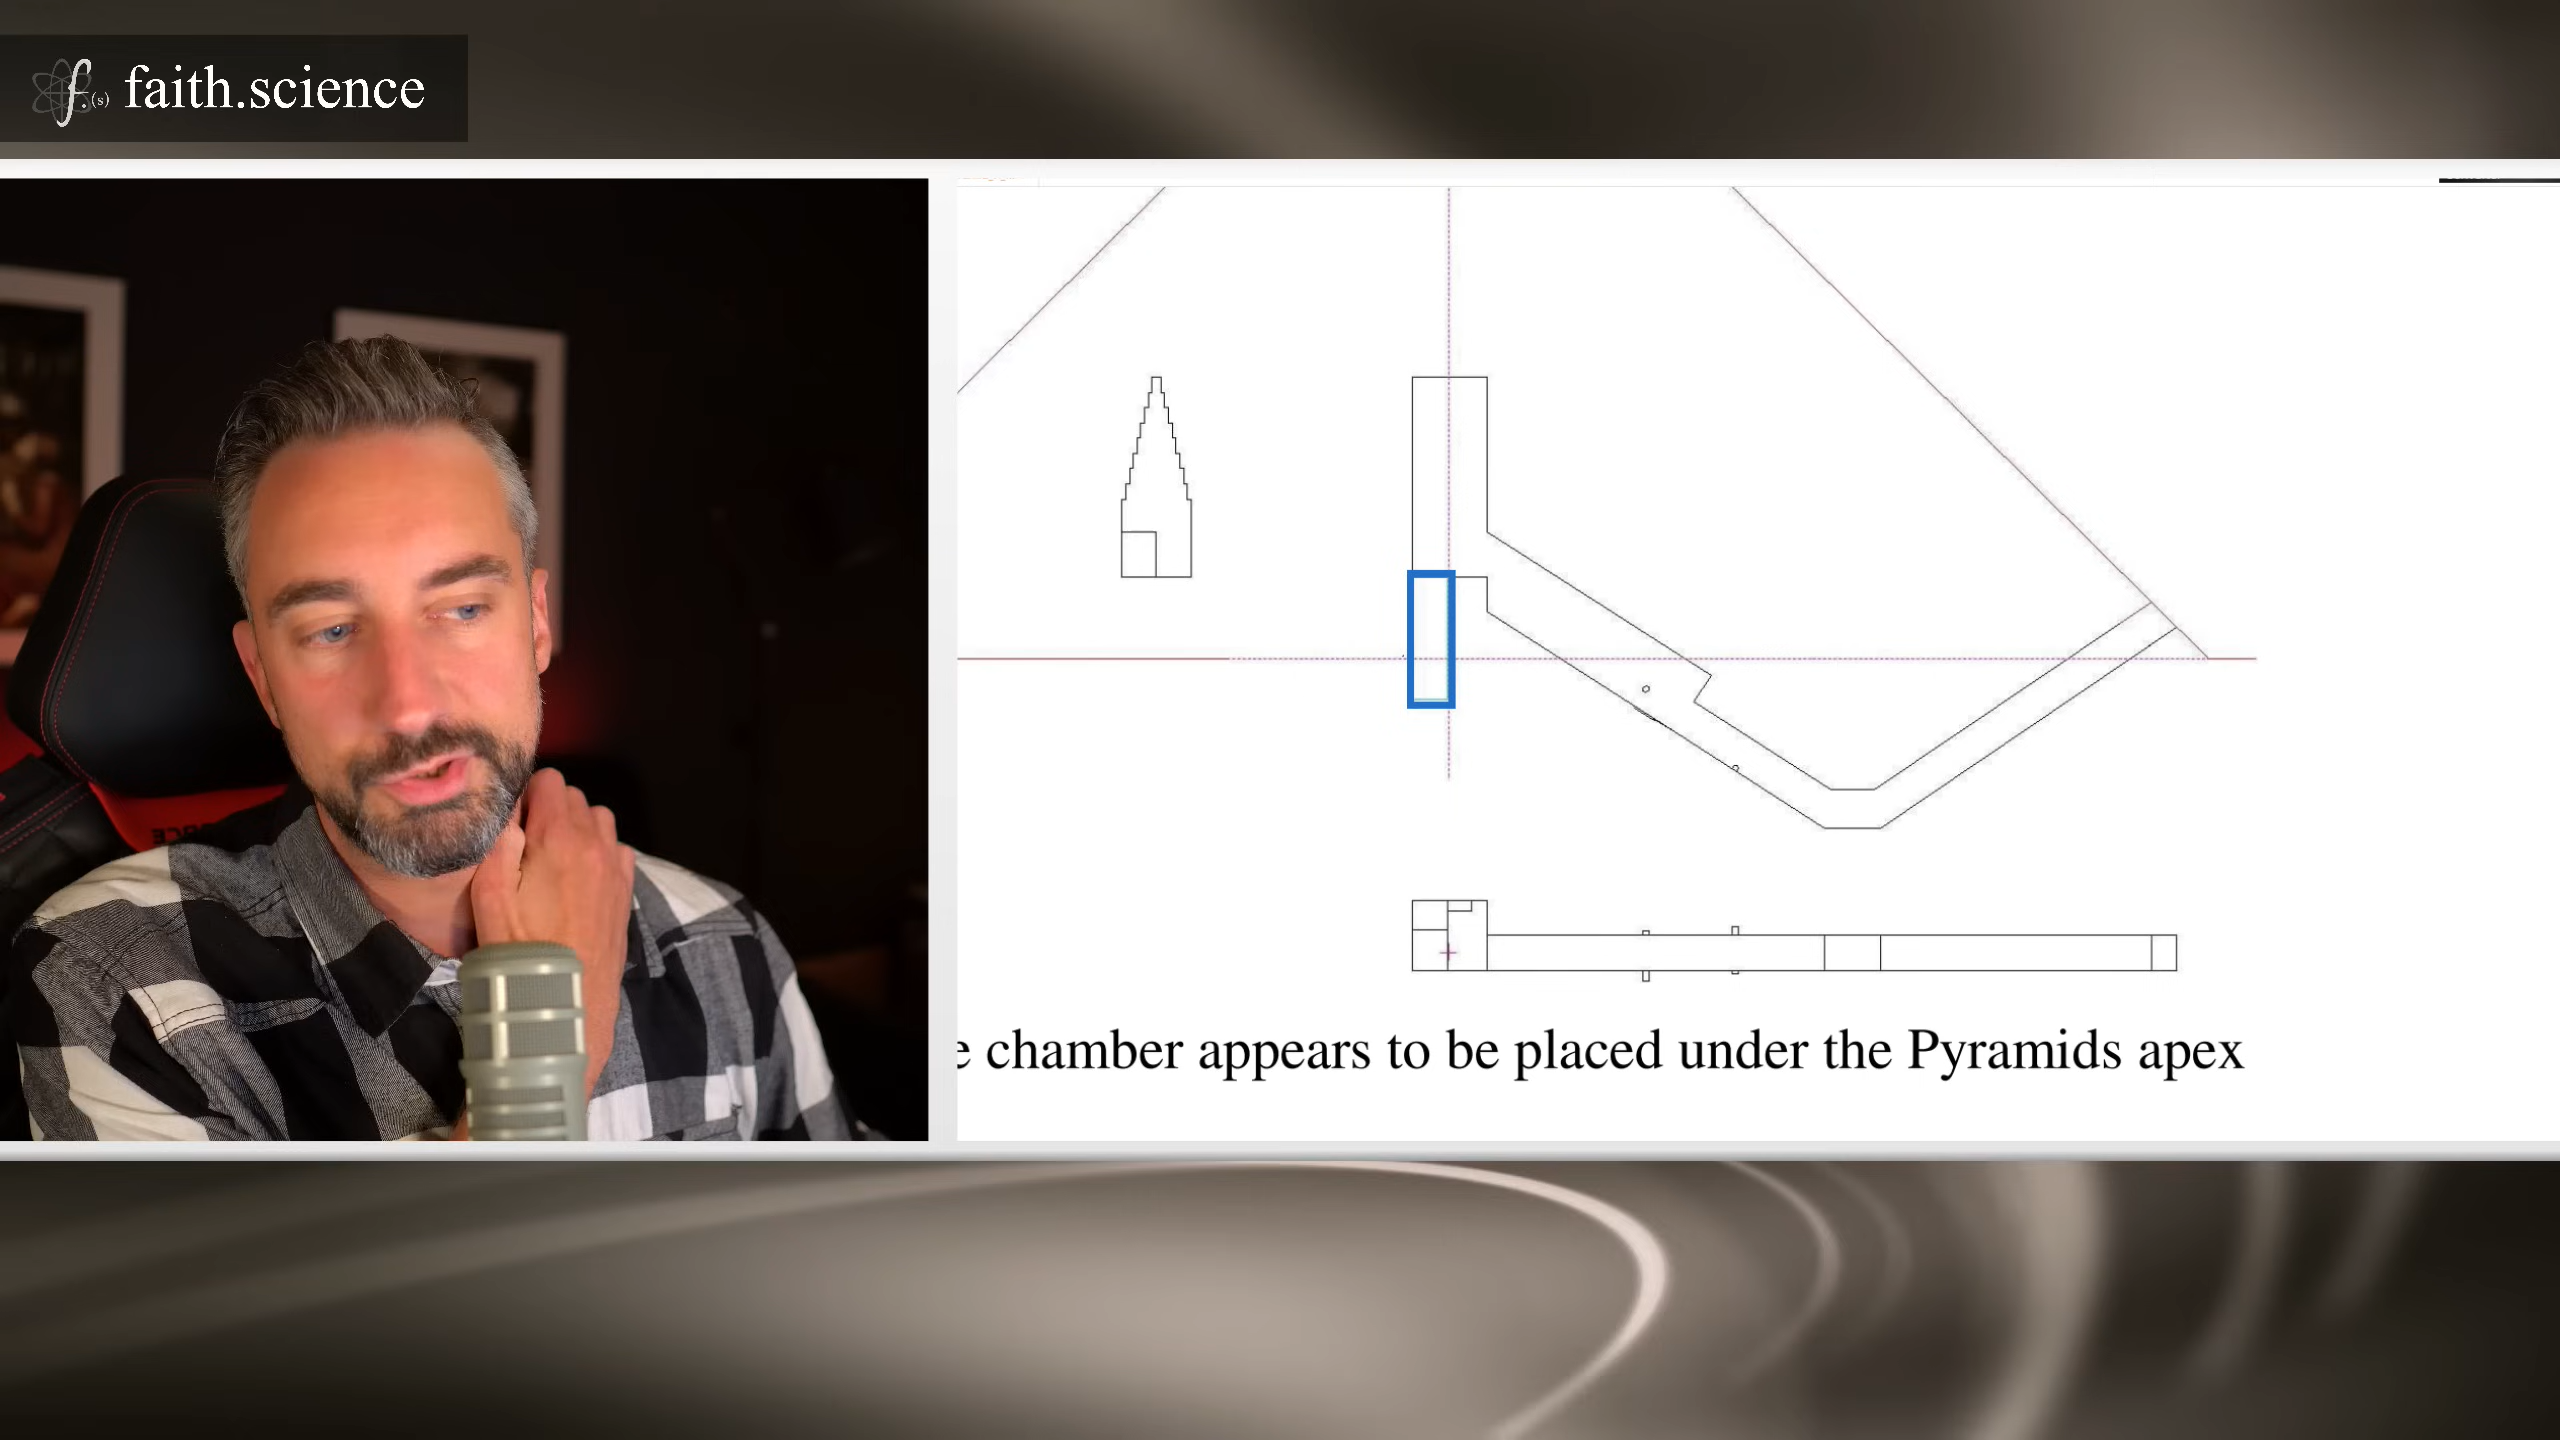 f.(s) faith.science
e chamber appears to be placed under the Pyramids apex